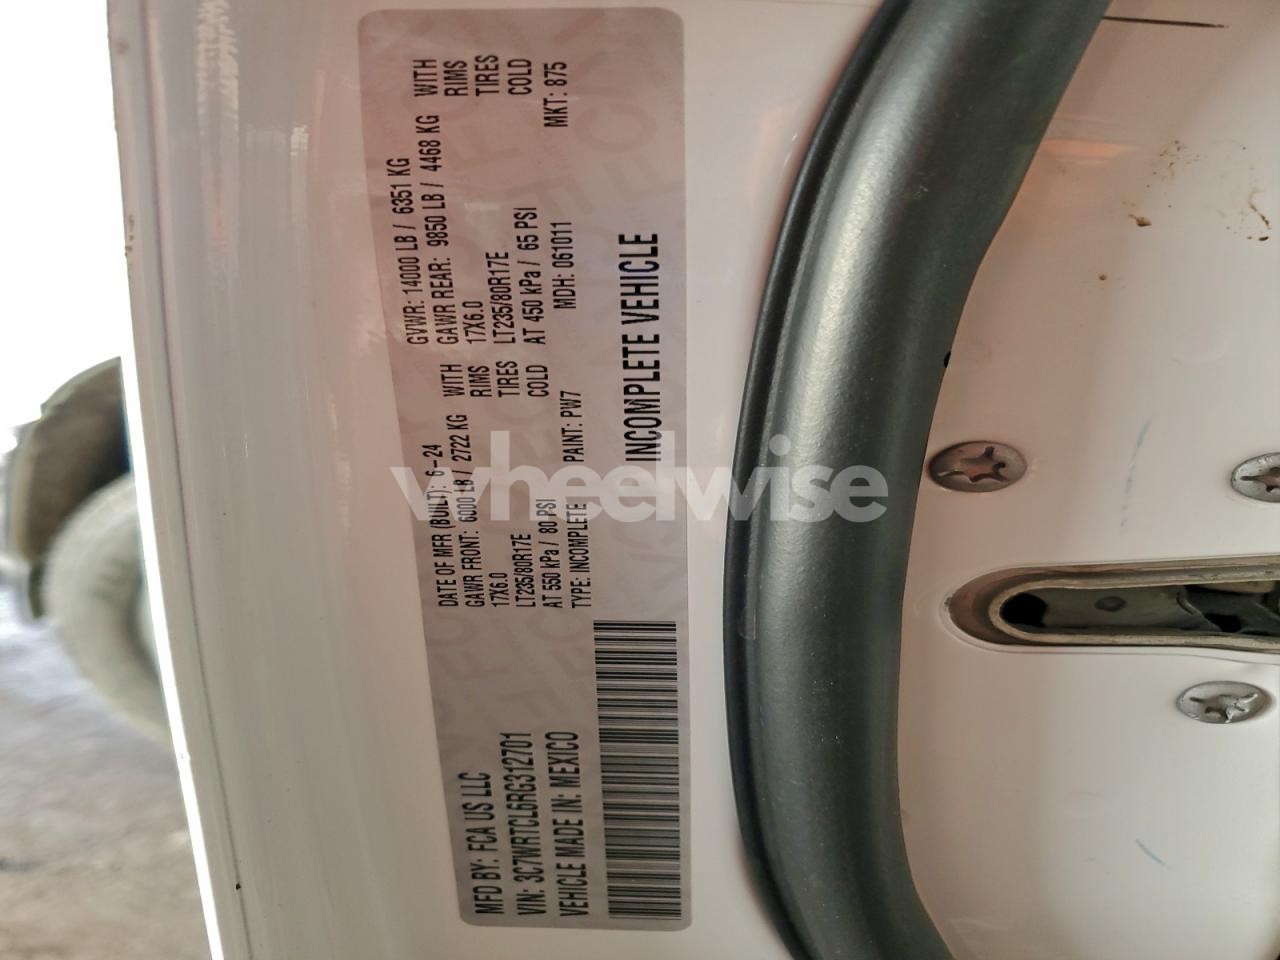 MFD BY: FCA US LLC
DATE OF MFR (BUILT): 6-24
GVWR: 14000 LB / 6351 KG
VIN: 3C7WRTCL6RG312701
GAWR FRONT: 6000 LB / 2722 KG WITH
17X6.0 RIMS
LT235/80R17E TIRES
AT 550 kPa / 80 PSI COLD
GAWR REAR: 9850 LB / 4468 KG WITH
17X6.0 RIMS
LT235/80R17E TIRES
AT 450 kPa / 65 PSI COLD
VEHICLE MADE IN: MEXICO
TYPE: INCOMPLETE PAINT: PW7 MDH: 061011 MKT: 875
INCOMPLETE VEHICLE
wheelwise